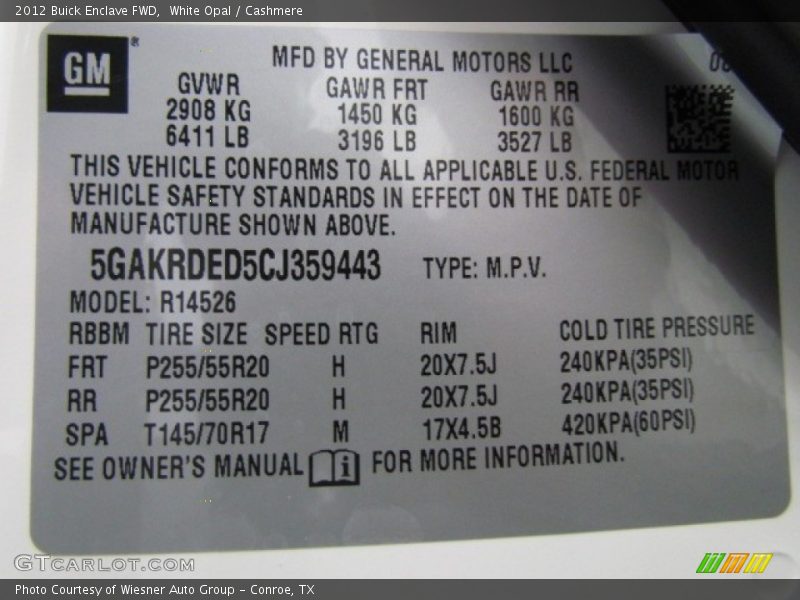 2012 Buick Enclave FWD,  White Opal / Cashmere
GM ®
MFD BY GENERAL MOTORS LLC
GVWR GAWR FRT GAWR RR
2908 KG 1450 KG 1600 KG
6411 LB 3196 LB 3527 LB
THIS VEHICLE CONFORMS TO ALL APPLICABLE U.S. FEDERAL MOTOR
VEHICLE SAFETY STANDARDS IN EFFECT ON THE DATE OF
MANUFACTURE SHOWN ABOVE.
5GAKRDED5CJ359443 TYPE: M.P.V.
MODEL: R14526
RBBM TIRE SIZE SPEED RTG RIM COLD TIRE PRESSURE
FRT P255/55R20 H 20X7.5J 240KPA(35PSI)
RR P255/55R20 H 20X7.5J 240KPA(35PSI)
SPA T145/70R17 M 17X4.5B 420KPA(60PSI)
SEE OWNER'S MANUAL i FOR MORE INFORMATION.
GTCARLOT.COM
Photo Courtesy of Wiesner Auto Group - Conroe, TX